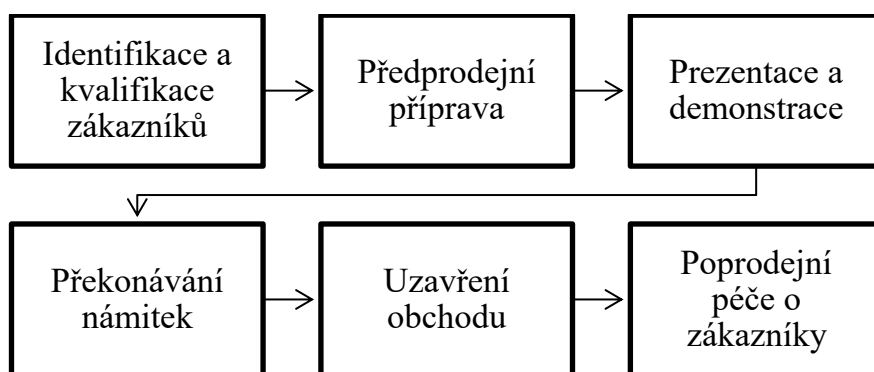 Identifikace a
kvalifikace
zákazníků
Předprodejní
příprava
Prezentace a
demonstrace
Překonávání
námitek
Uzavření
obchodu
Poprodejní
péče o
zákazníky